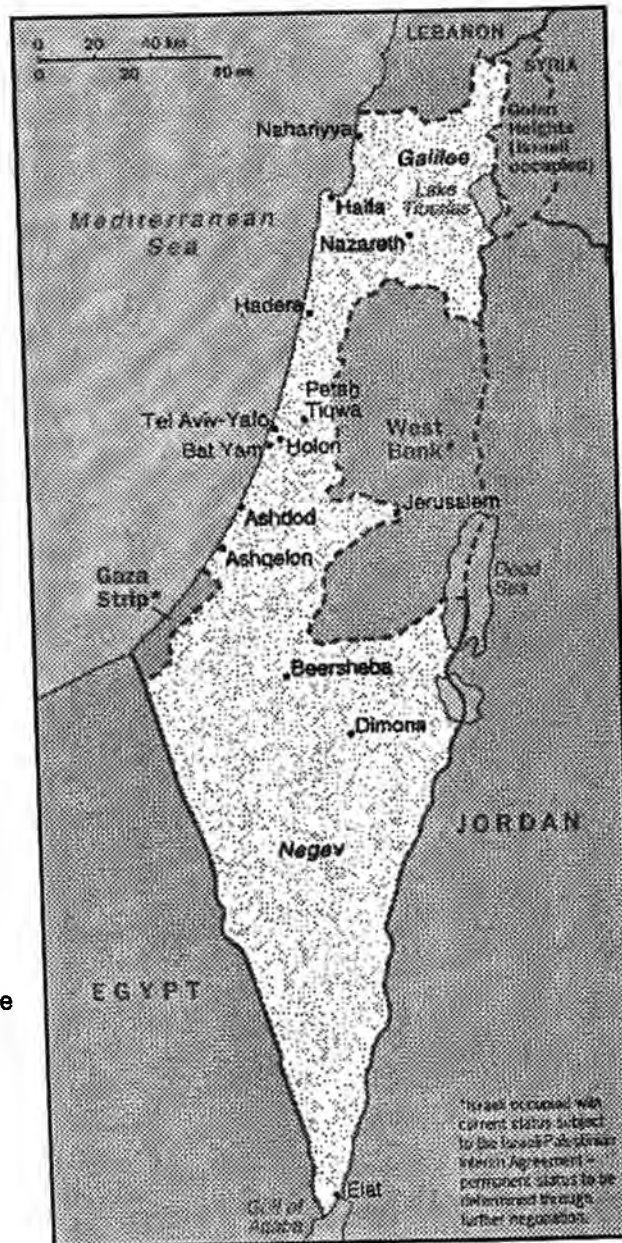 0 20 40 km
0 20 40 mi
LEBANON
SYRIA
Golan
Heights
(Israeli
occupied)
Nahariyya
Galilee
Lake
Tiberias
Haifa
Mediterranean
Sea
Nazareth
Hadera
Petah
Tiqwa
Tel Aviv-Yafo
Bat Yam
Holon
West
Bank*
Jerusalem
Ashdod
Ashqelon
Gaza
Strip*
Dead
Sea
Beersheba
Dimona
JORDAN
Negev
EGYPT
e
*Israeli occupied with
current status subject
to the Israeli-Palestinian
Interim Agreement -
permanent status to be
determined through
further negotiation.
Elat
Gulf of
Aqaba